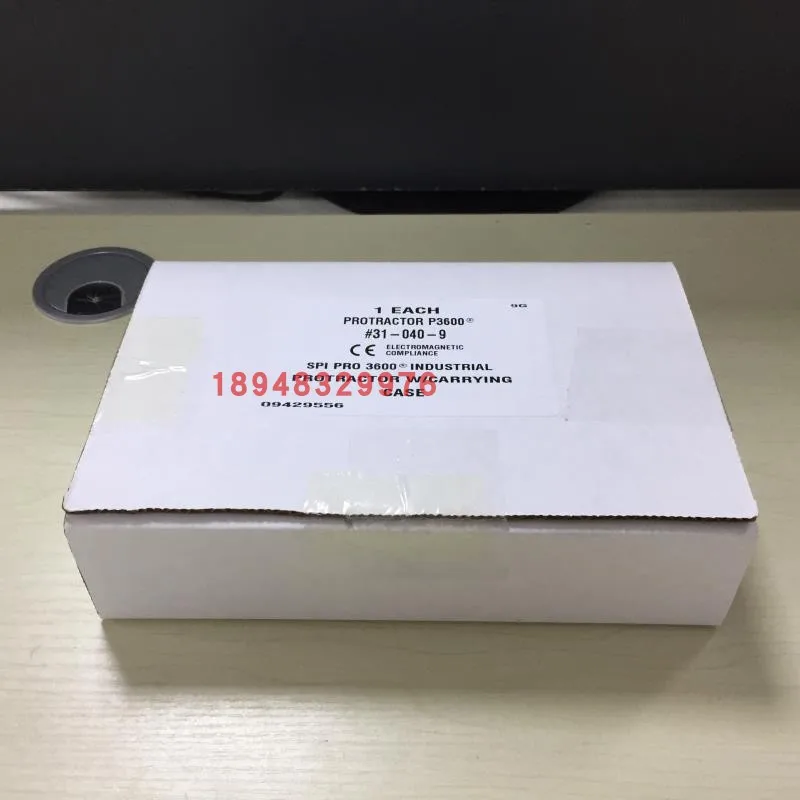 1 EACH
9G
PROTRACTOR P3600®
#31-040-9
CE ELECTROMAGNETIC
COMPLIANCE
SPI PRO 3600® INDUSTRIAL
PROTRACTOR W/CARRYING
18948329976
CASE
09429556